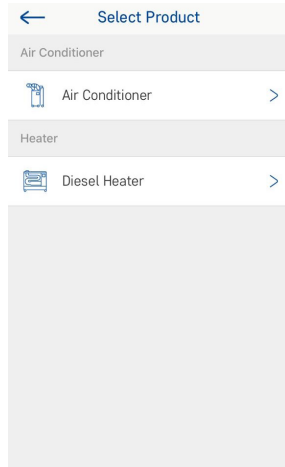 Select Product
Air Conditioner
Air Conditioner
Heater
Diesel Heater